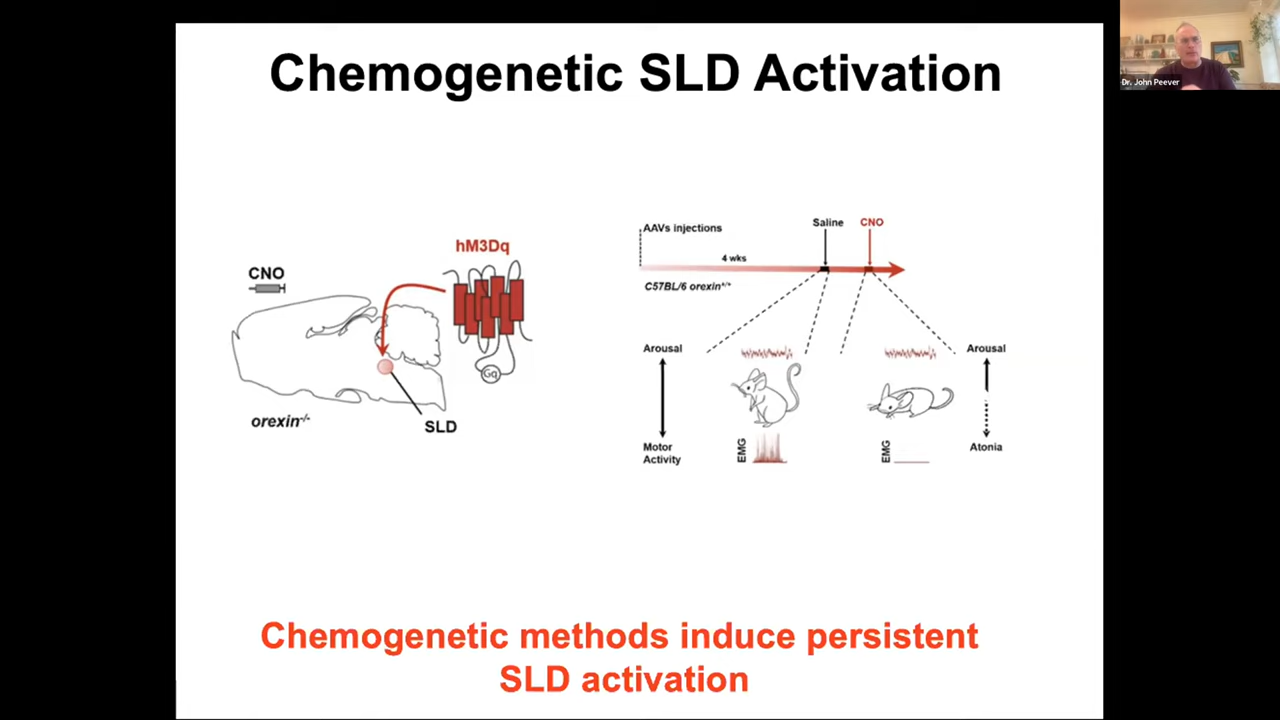 Chemogenetic SLD Activation
Dr. John Peever
hM3Dq
CNO
Gq
orexin-/-
SLD
AAVs injections
Saline
CNO
4 wks
C57BL/6 orexin+/+
Arousal
Arousal
Motor
Activity
EMG
EMG
Atonia
Chemogenetic methods induce persistent
SLD activation